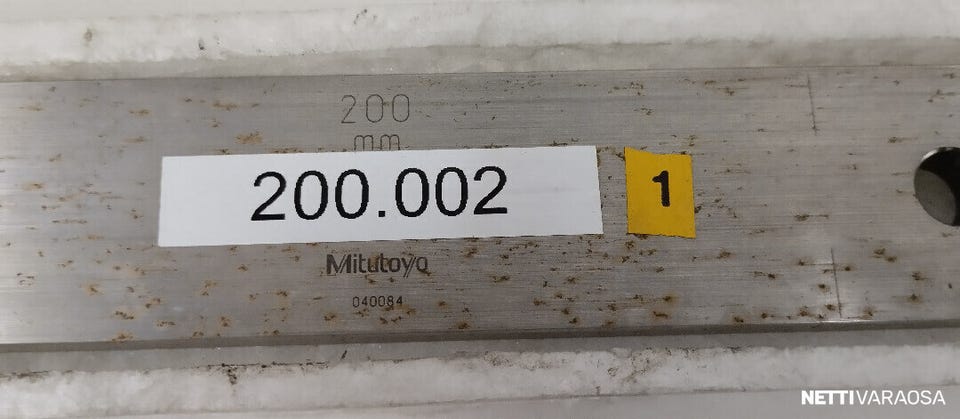 200
mm
200.002
1
Mitutoyo
040084
NETTIVARAOSA